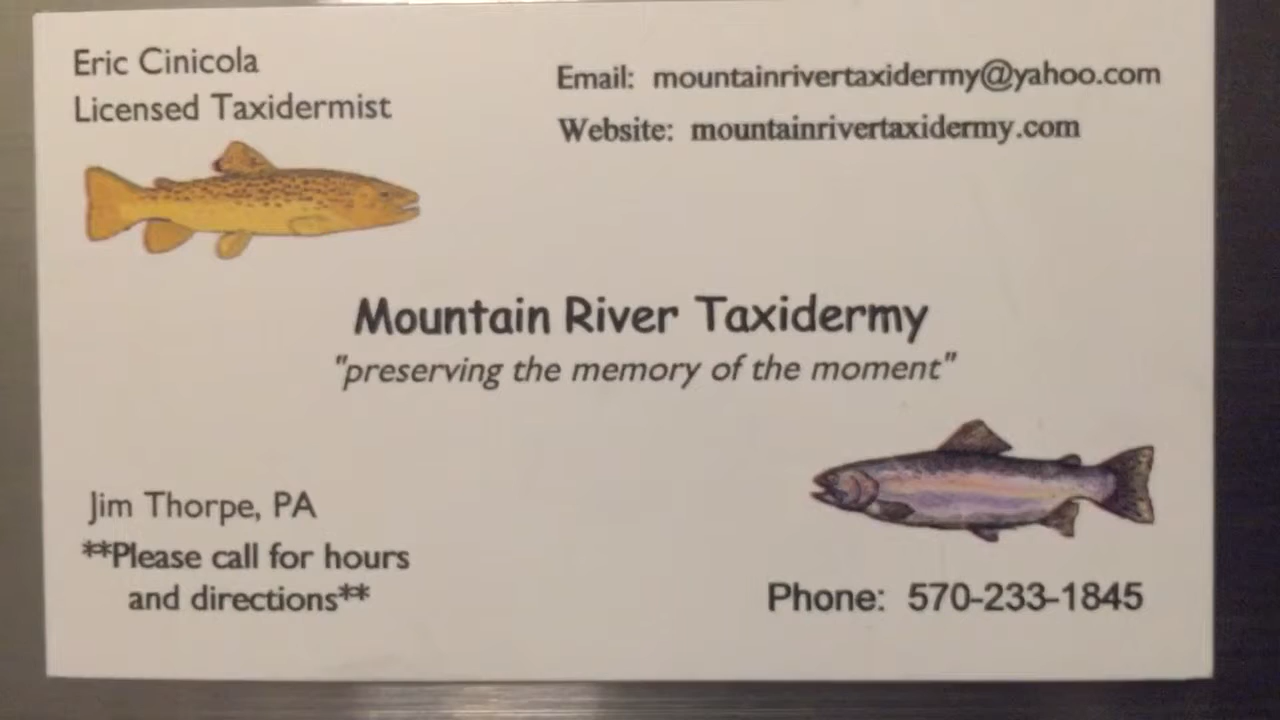 Eric Cinicola
Licensed Taxidermist
Email: mountainrivertaxidermy@yahoo.com
Website: mountainrivertaxidermy.com
Mountain River Taxidermy
"preserving the memory of the moment"
Jim Thorpe, PA
**Please call for hours
and directions**
Phone: 570-233-1845